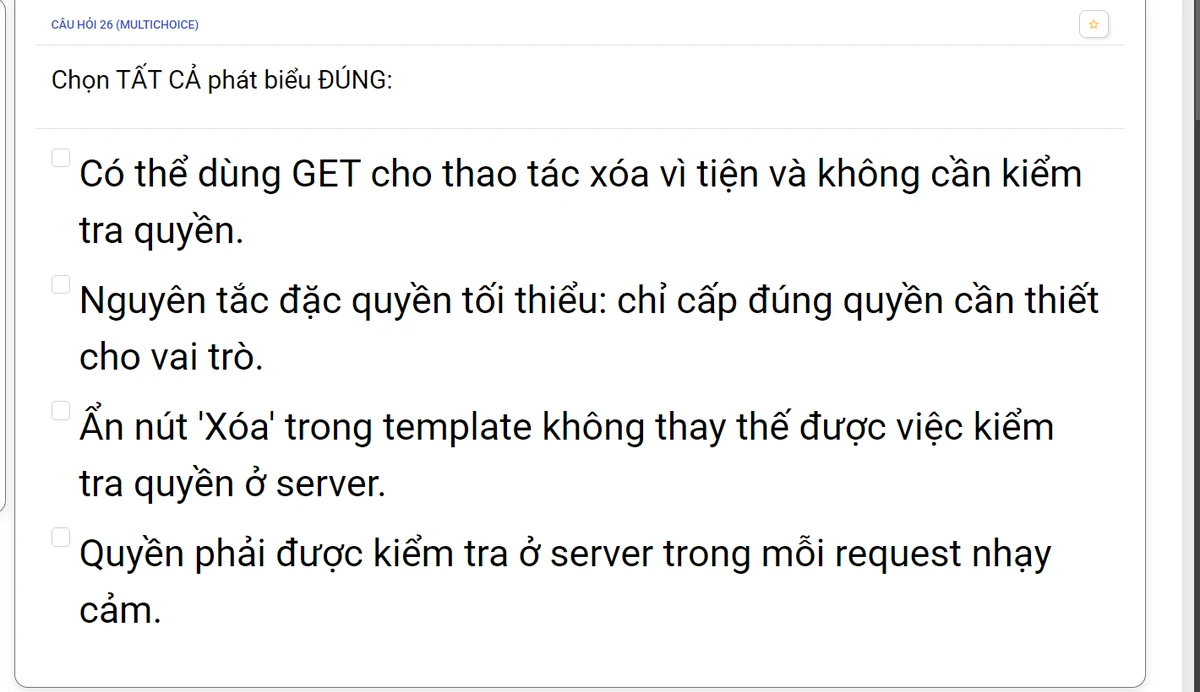 CÂU HỎI 26 (MULTICHOICE)
Chọn TẤT CẢ phát biểu ĐÚNG:
Có thể dùng GET cho thao tác xóa vì tiện và không cần kiểm
tra quyền.
Nguyên tắc đặc quyền tối thiểu: chỉ cấp đúng quyền cần thiết
cho vai trò.
Ẩn nút 'Xóa' trong template không thay thế được việc kiểm
tra quyền ở server.
Quyền phải được kiểm tra ở server trong mỗi request nhạy
cảm.